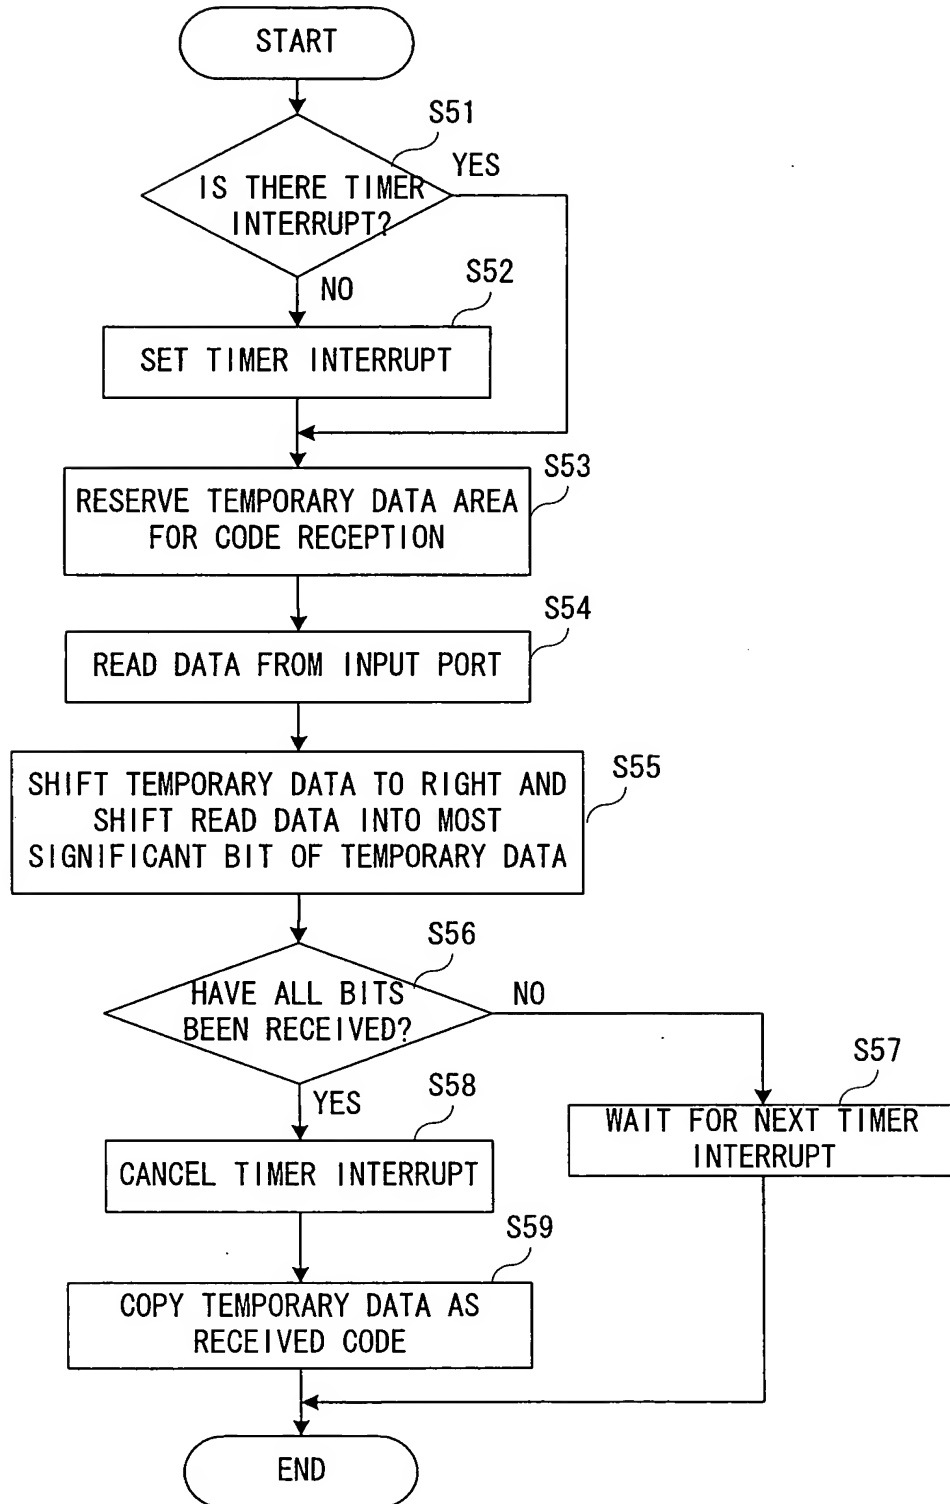 START
S51
YES
IS THERE TIMER
INTERRUPT?
NO
S52
SET TIMER INTERRUPT
S53
RESERVE TEMPORARY DATA AREA
FOR CODE RECEPTION
S54
READ DATA FROM INPUT PORT
S55
SHIFT TEMPORARY DATA TO RIGHT AND
SHIFT READ DATA INTO MOST
SIGNIFICANT BIT OF TEMPORARY DATA
S56
HAVE ALL BITS
BEEN RECEIVED?
NO
YES
S57
WAIT FOR NEXT TIMER
INTERRUPT
S58
CANCEL TIMER INTERRUPT
S59
COPY TEMPORARY DATA AS
RECEIVED CODE
END